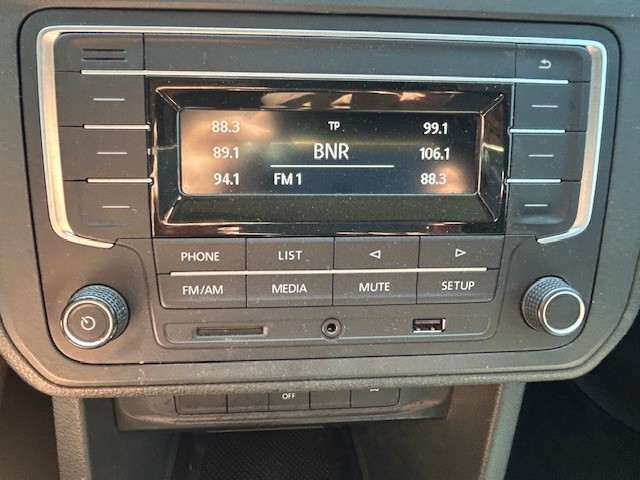 88.3 TP 99.1
89.1 BNR 106.1
94.1 FM 1 88.3
PHONE LIST
FM/AM MEDIA MUTE SETUP
OFF